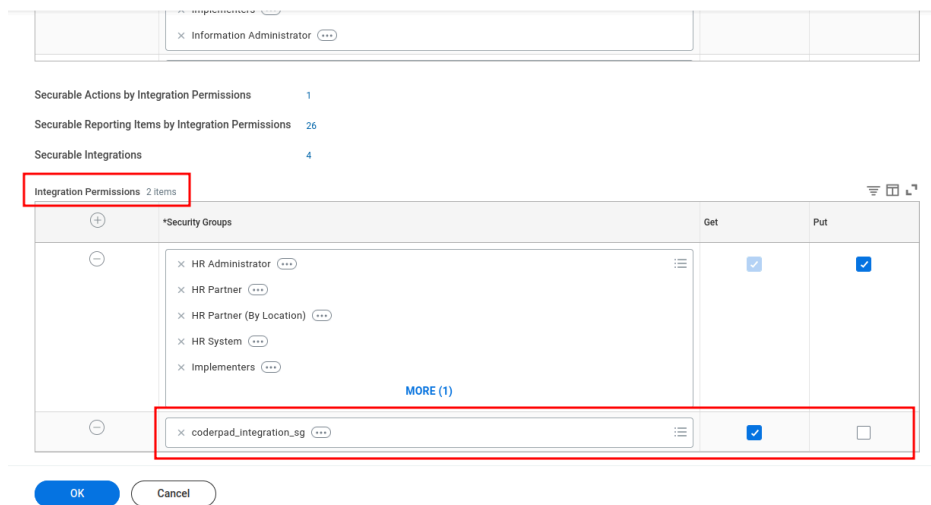 Implementers
Information Administrator
Securable Actions by Integration Permissions 1
Securable Reporting Items by Integration Permissions 26
Securable Integrations 4
Integration Permissions 2 items
*Security Groups Get Put
HR Administrator
HR Partner
HR Partner (By Location)
HR System
Implementers
MORE (1)
coderpad_integration_sg
OK Cancel